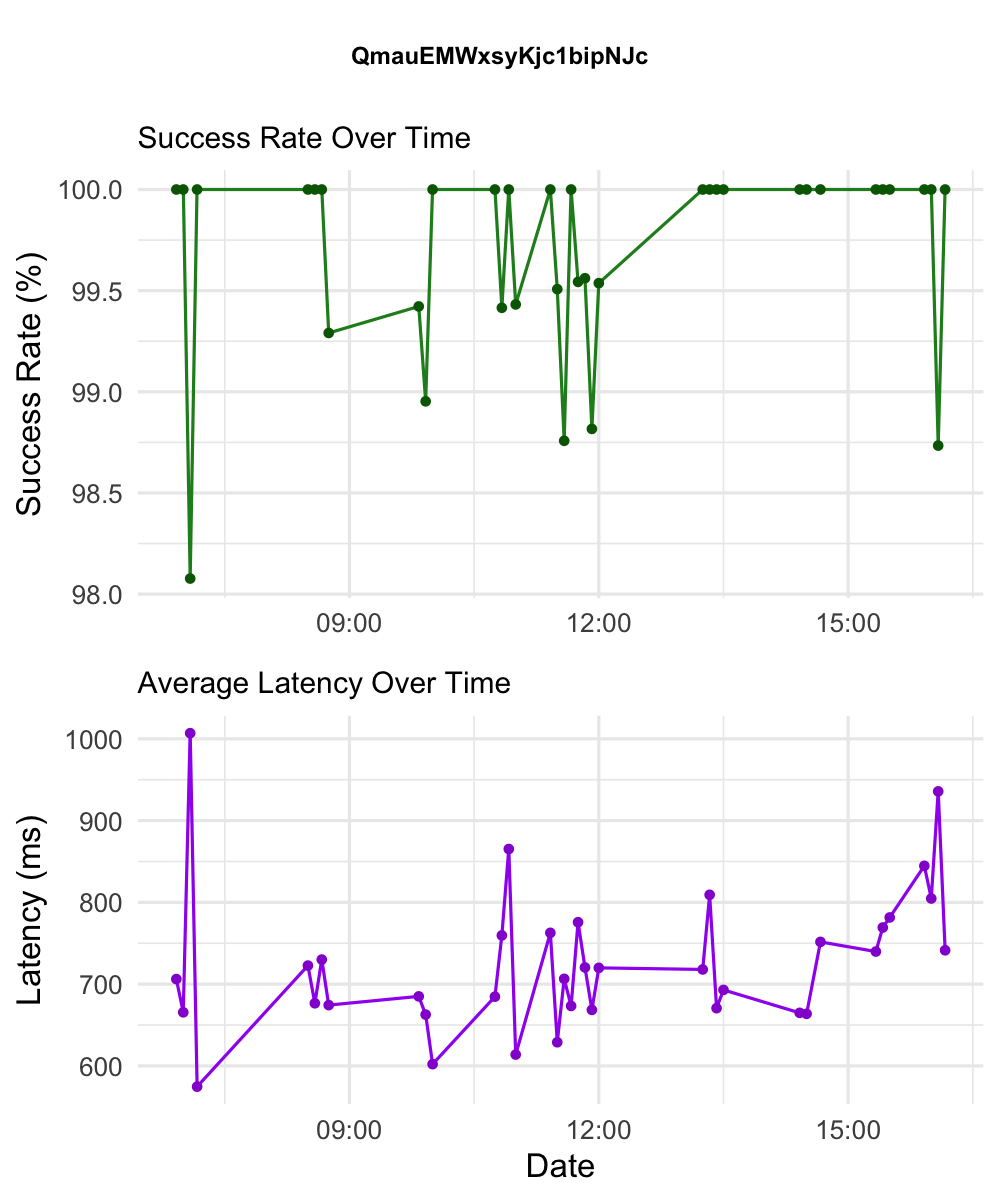 QmauEMWxsyKjc1bipNJc
Success Rate Over Time
Success Rate (%)
100.0
99.5
99.0
98.5
98.0
09:00 12:00 15:00
Average Latency Over Time
Latency (ms)
1000
900
800
700
600
09:00 12:00 15:00
Date